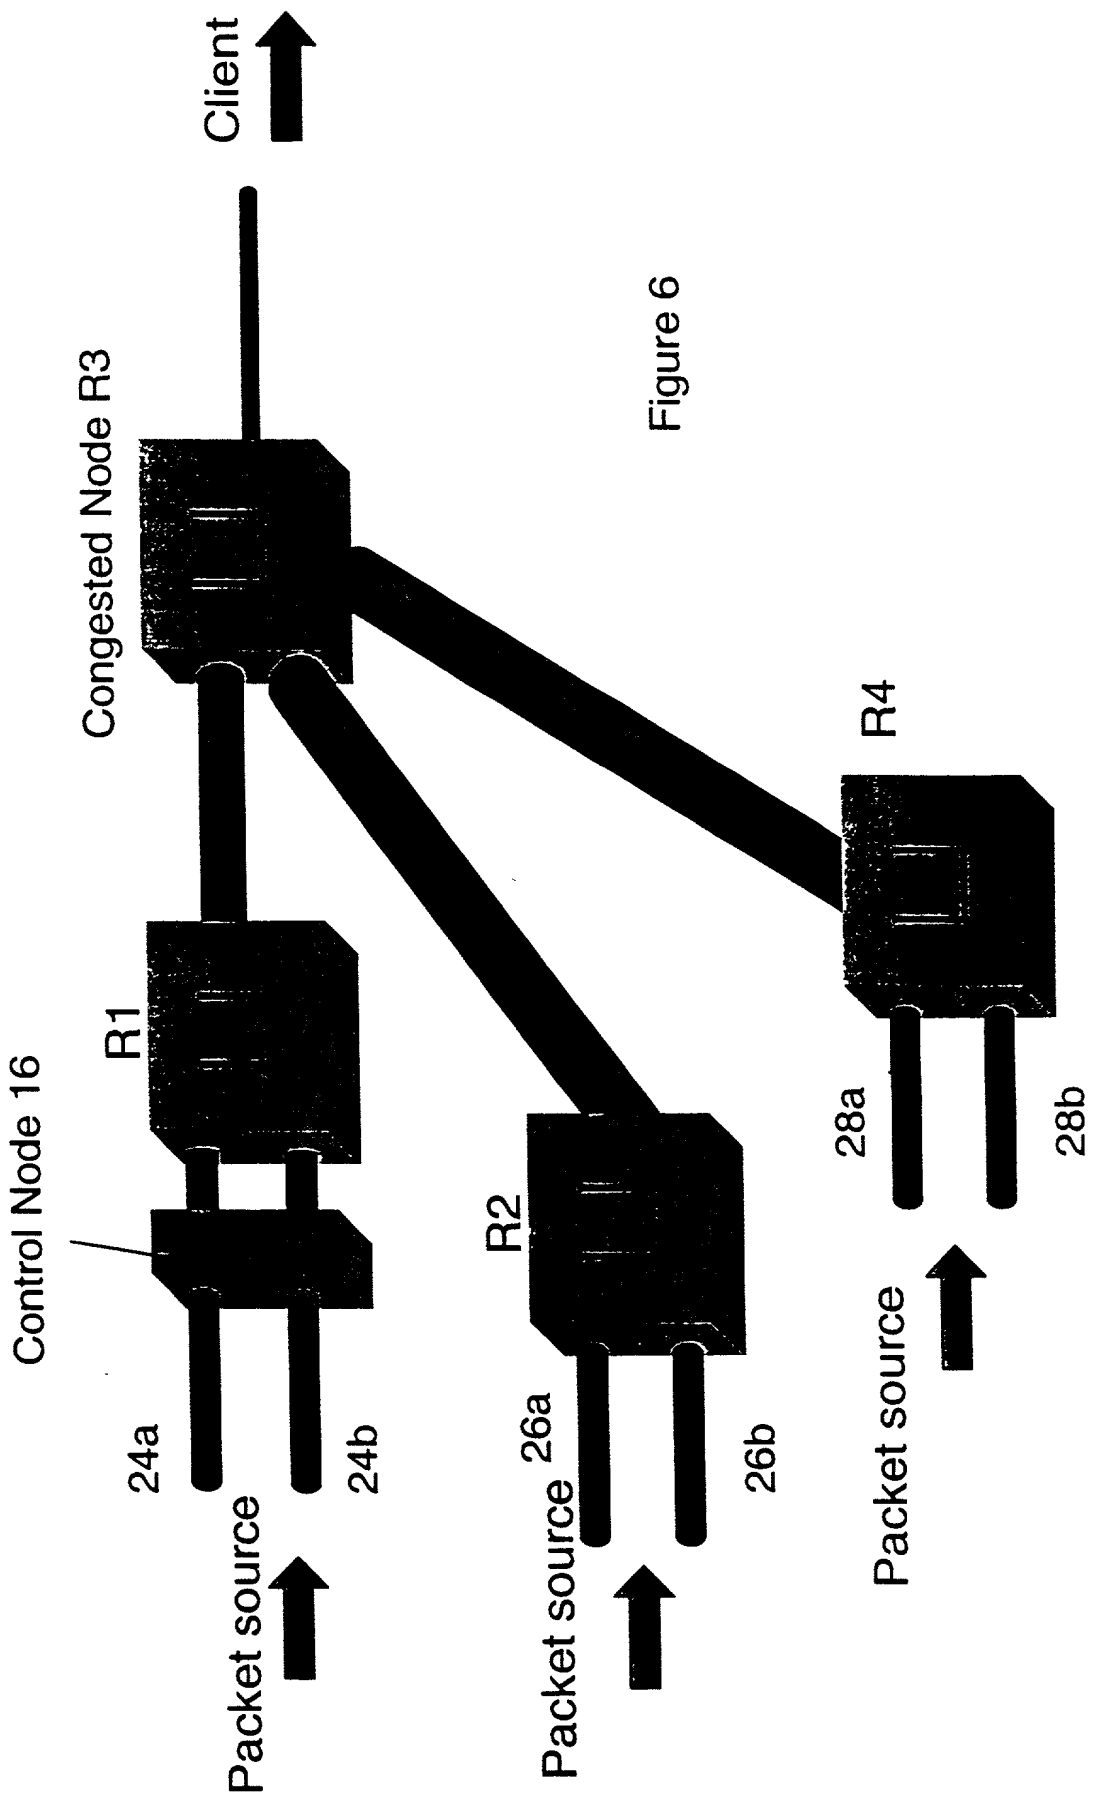 Control Node 16
R1
Congested Node R3
Client
24a
24b
Packet source
R2
26a
26b
Packet source
R4
28a
28b
Packet source
Figure 6